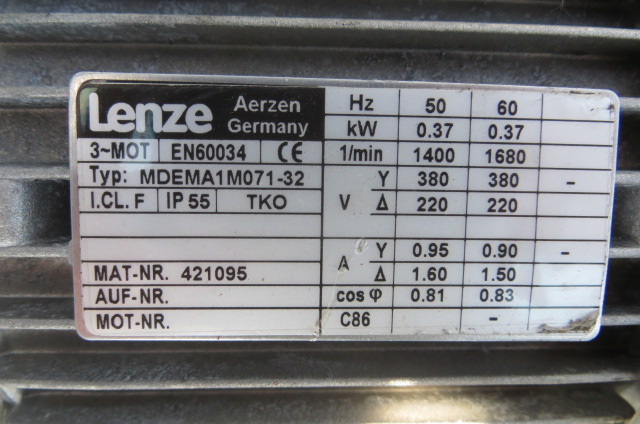 Lenze Aerzen Germany
3~MOT EN60034 CE
Typ: MDEMA1M071-32
I.CL. F IP 55 TKO
MAT-NR. 421095
AUF-NR.
MOT-NR.
Hz 50 60
kW 0.37 0.37
1/min 1400 1680
V Y 380 380 -
Δ 220 220
A Y 0.95 0.90 -
Δ 1.60 1.50
cos φ 0.81 0.83
C86 -